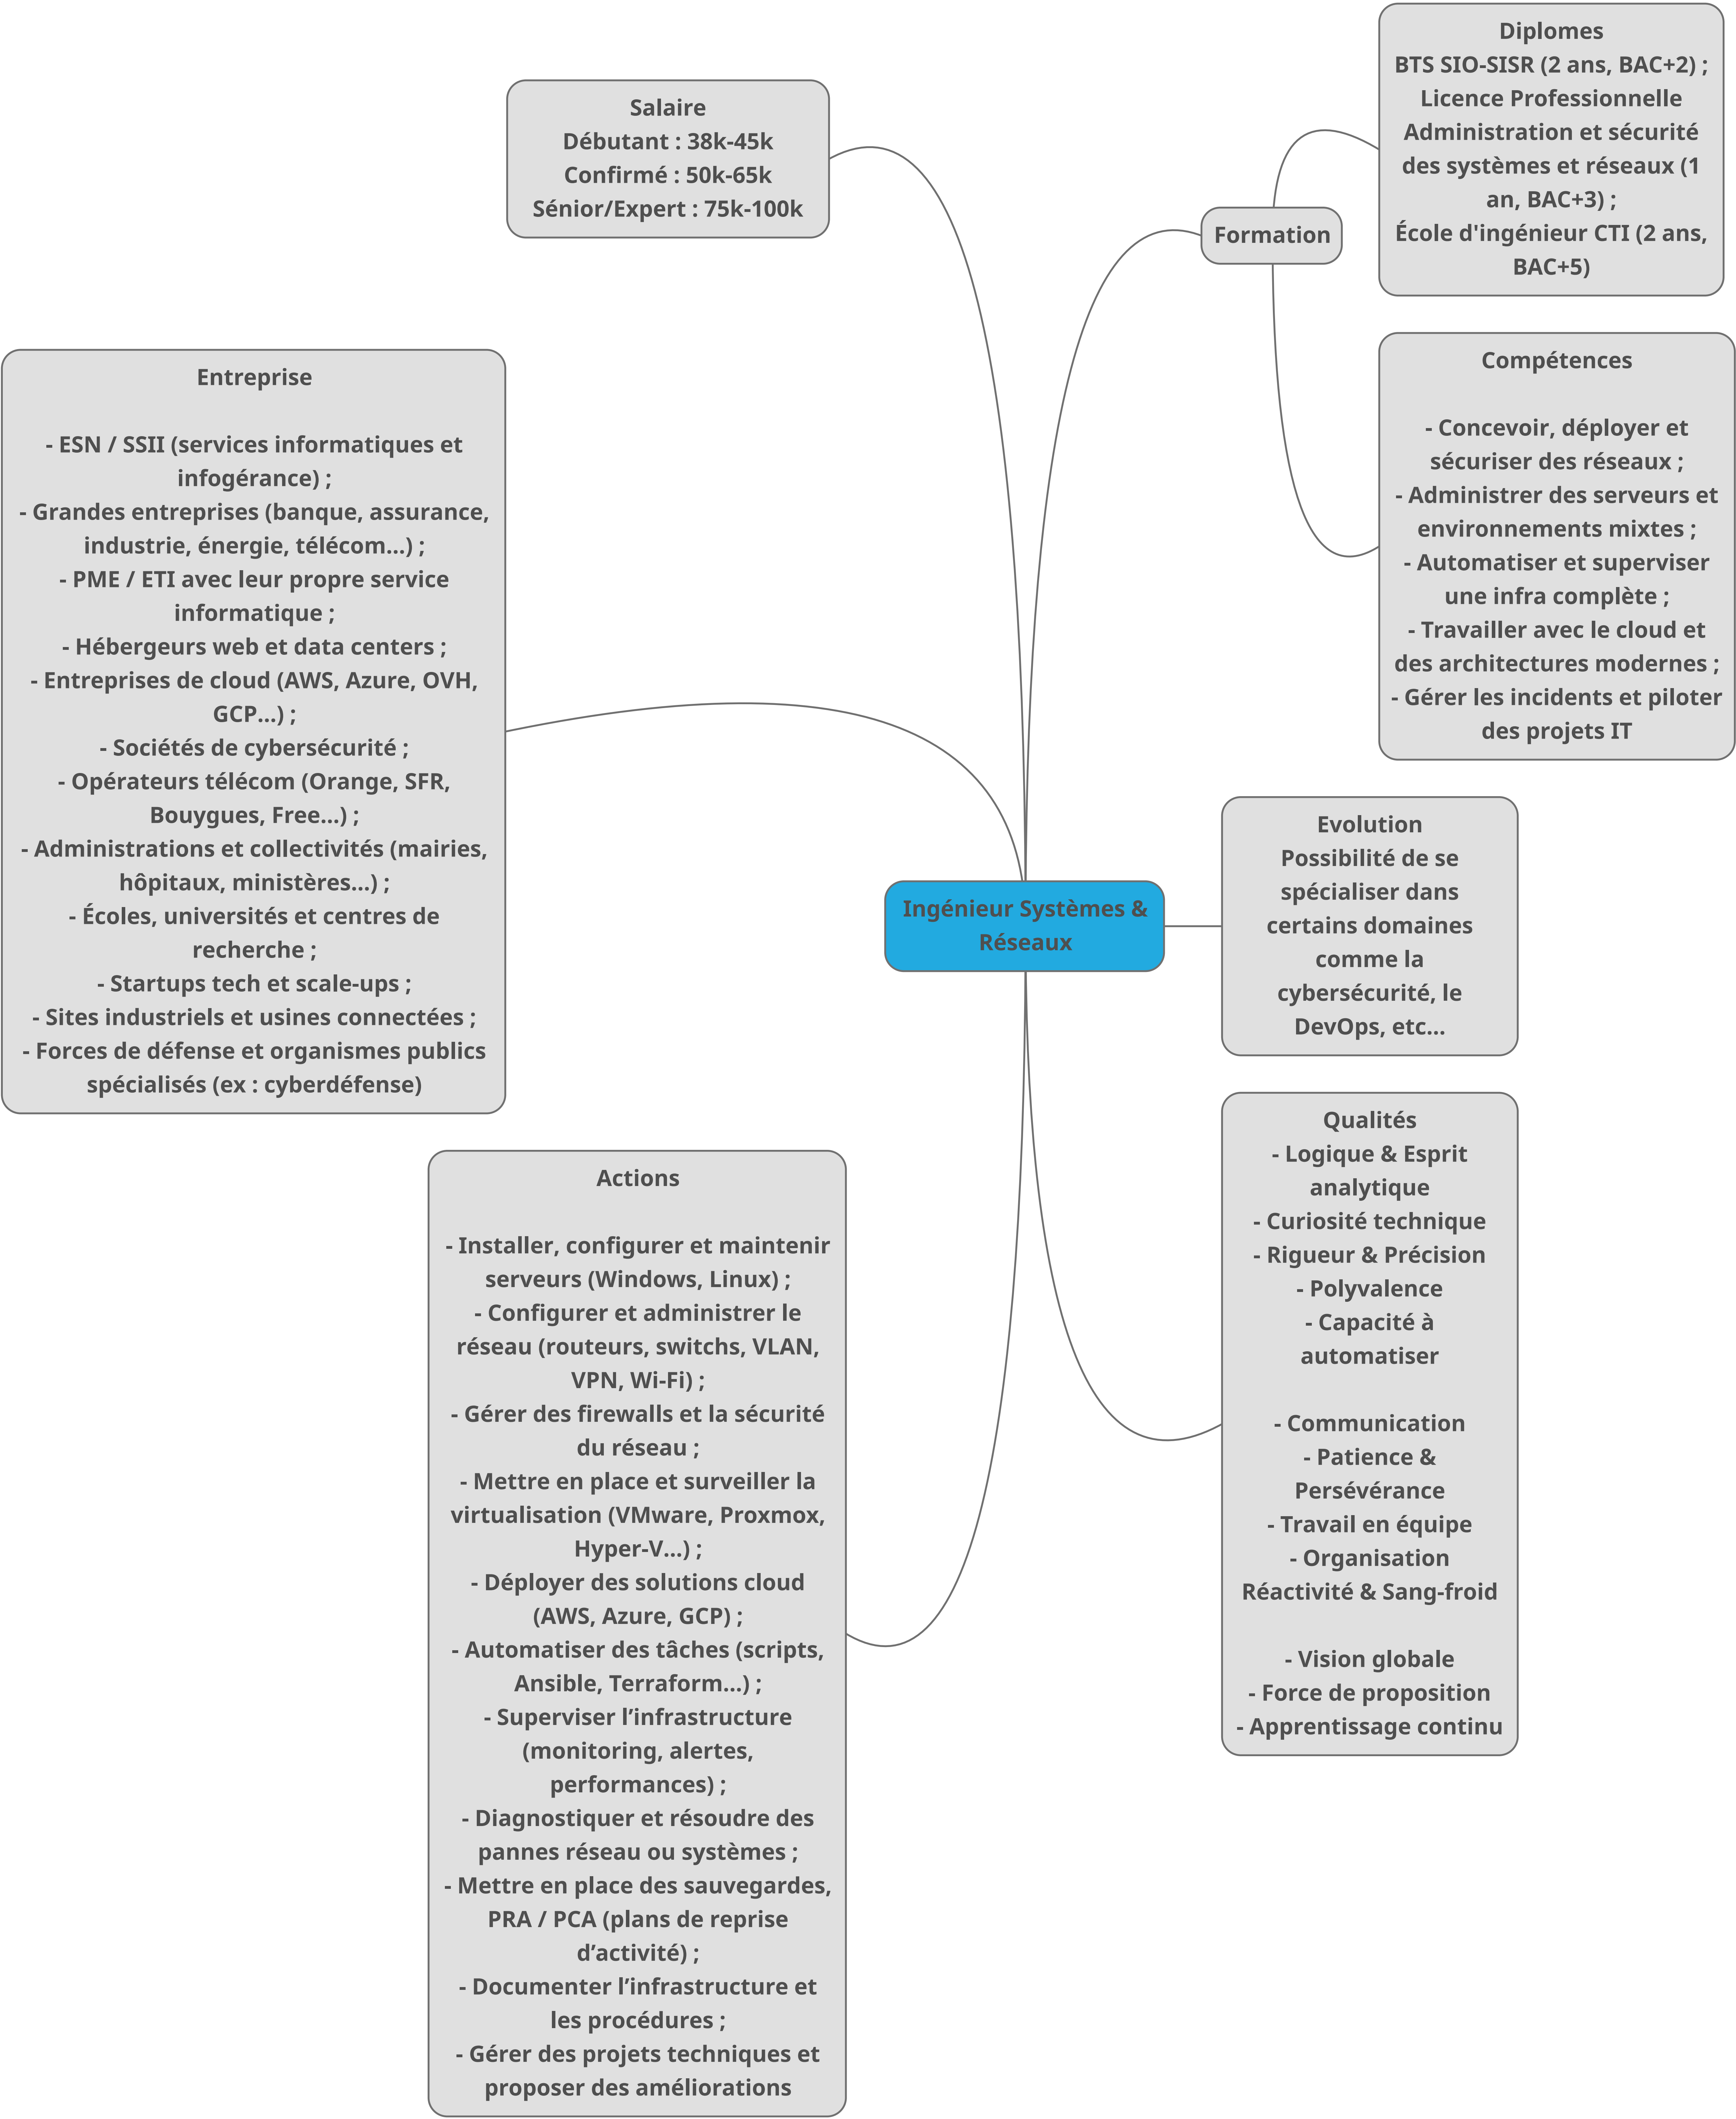 Diplomes
BTS SIO-SISR (2 ans, BAC+2) ;
Licence Professionnelle
Administration et sécurité
des systèmes et réseaux (1
an, BAC+3) ;
École d'ingénieur CTI (2 ans,
BAC+5)
Salaire
Débutant : 38k-45k
Confirmé : 50k-65k
Sénior/Expert : 75k-100k
Formation
Compétences
- Concevoir, déployer et
sécuriser des réseaux ;
- Administrer des serveurs et
environnements mixtes ;
- Automatiser et superviser
une infra complète ;
- Travailler avec le cloud et
des architectures modernes ;
- Gérer les incidents et piloter
des projets IT
Entreprise
- ESN / SSII (services informatiques et
infogérance) ;
- Grandes entreprises (banque, assurance,
industrie, énergie, télécom…) ;
- PME / ETI avec leur propre service
informatique ;
- Hébergeurs web et data centers ;
- Entreprises de cloud (AWS, Azure, OVH,
GCP…) ;
- Sociétés de cybersécurité ;
- Opérateurs télécom (Orange, SFR,
Bouygues, Free…) ;
- Administrations et collectivités (mairies,
hôpitaux, ministères…) ;
- Écoles, universités et centres de
recherche ;
- Startups tech et scale-ups ;
- Sites industriels et usines connectées ;
- Forces de défense et organismes publics
spécialisés (ex : cyberdéfense)
Ingénieur Systèmes &
Réseaux
Evolution
Possibilité de se
spécialiser dans
certains domaines
comme la
cybersécurité, le
DevOps, etc...
Qualités
- Logique & Esprit
analytique
- Curiosité technique
- Rigueur & Précision
- Polyvalence
- Capacité à
automatiser
- Communication
- Patience &
Persévérance
- Travail en équipe
- Organisation
Réactivité & Sang-froid
- Vision globale
- Force de proposition
- Apprentissage continu
Actions
- Installer, configurer et maintenir
serveurs (Windows, Linux) ;
- Configurer et administrer le
réseau (routeurs, switchs, VLAN,
VPN, Wi-Fi) ;
- Gérer des firewalls et la sécurité
du réseau ;
- Mettre en place et surveiller la
virtualisation (VMware, Proxmox,
Hyper-V…) ;
- Déployer des solutions cloud
(AWS, Azure, GCP) ;
- Automatiser des tâches (scripts,
Ansible, Terraform…) ;
- Superviser l’infrastructure
(monitoring, alertes,
performances) ;
- Diagnostiquer et résoudre des
pannes réseau ou systèmes ;
- Mettre en place des sauvegardes,
PRA / PCA (plans de reprise
d’activité) ;
- Documenter l’infrastructure et
les procédures ;
- Gérer des projets techniques et
proposer des améliorations